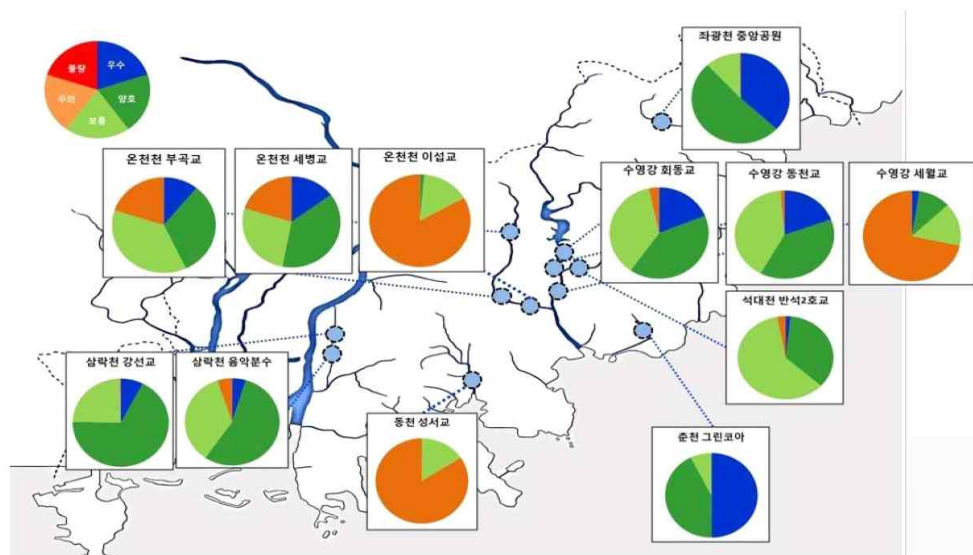 좌광천 중앙공원
불량
우수
주의
양호
보통
온천천 부곡교
온천천 세병교
온천천 이섭교
수영강 회동교
수영강 동천교
수영강 세월교
석대천 반석2호교
삼락천 강선교
삼락천 음악분수
동천 성서교
춘천 그린코아